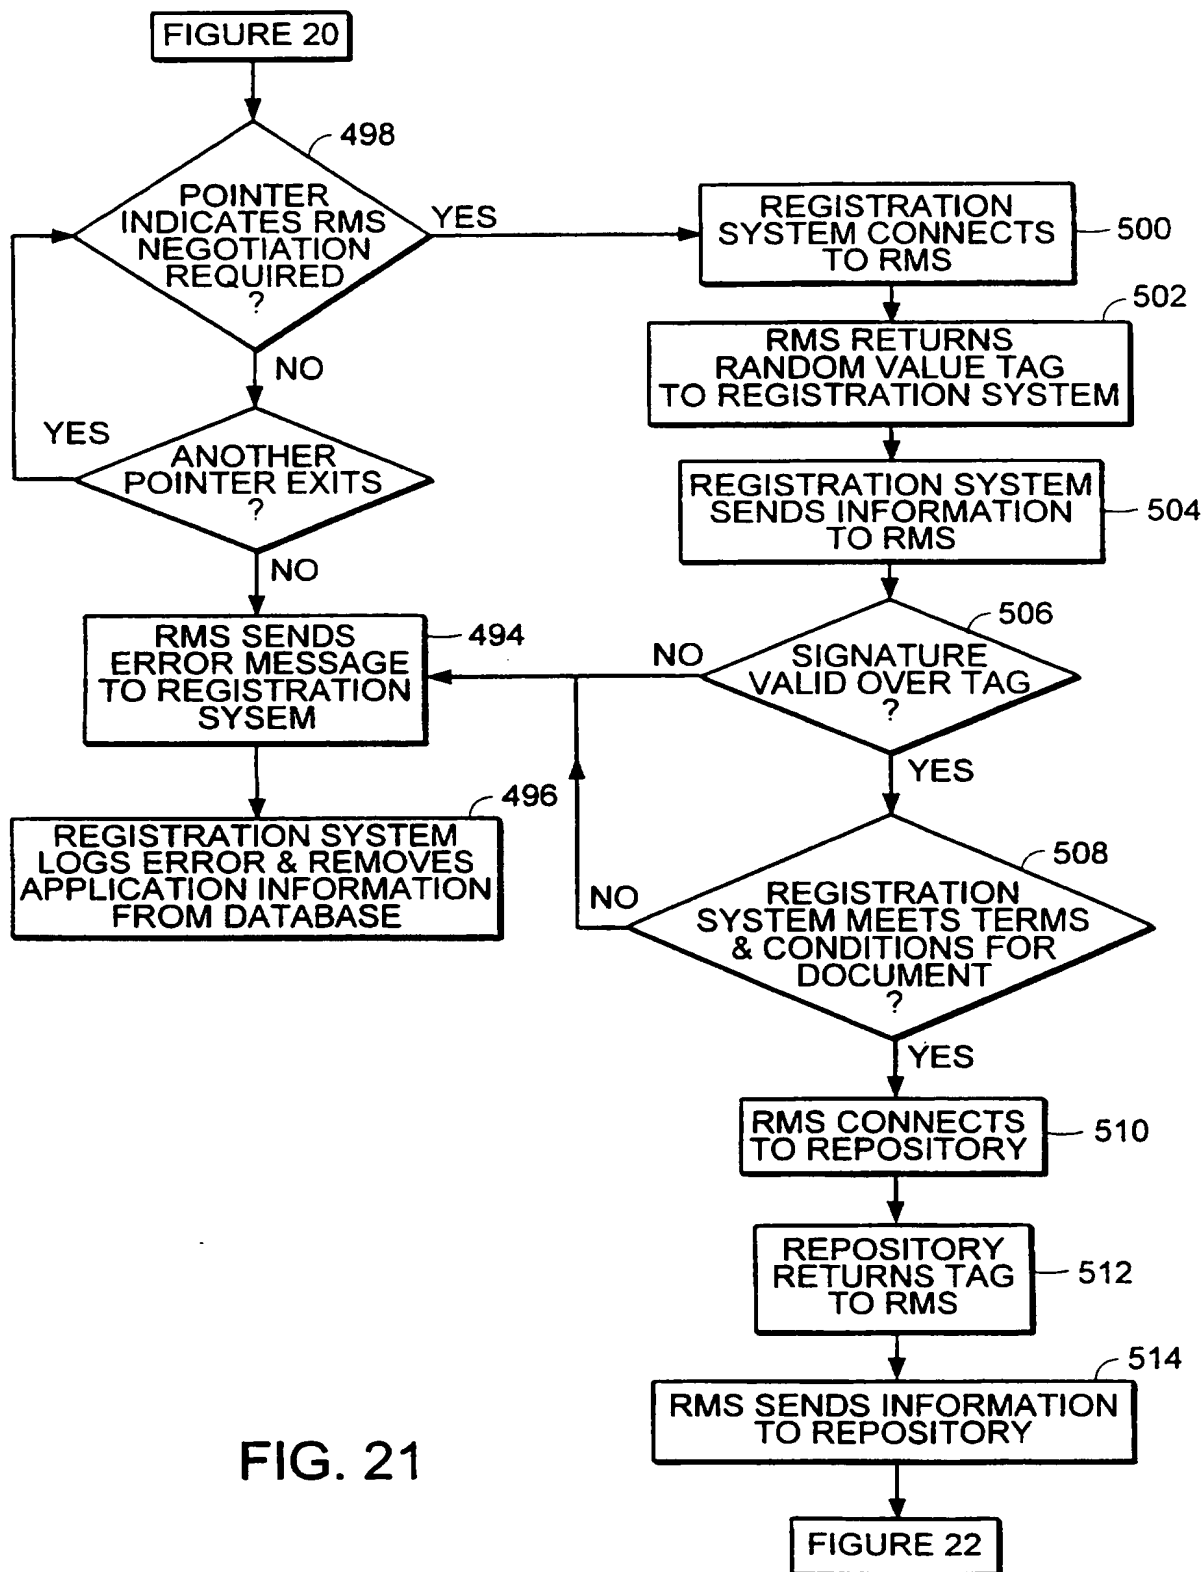 FIGURE 20
498
POINTER
INDICATES RMS
NEGOTIATION
REQUIRED
?
YES
NO
YES
ANOTHER
POINTER EXITS
?
NO
RMS SENDS
ERROR MESSAGE
TO REGISTRATION
SYSEM
494
496
REGISTRATION SYSTEM
LOGS ERROR & REMOVES
APPLICATION INFORMATION
FROM DATABASE
REGISTRATION
SYSTEM CONNECTS
TO RMS
500
502
RMS RETURNS
RANDOM VALUE TAG
TO REGISTRATION SYSTEM
REGISTRATION SYSTEM
SENDS INFORMATION
TO RMS
504
506
NO
SIGNATURE
VALID OVER TAG
?
YES
508
NO
REGISTRATION
SYSTEM MEETS TERMS
& CONDITIONS FOR
DOCUMENT
?
YES
RMS CONNECTS
TO REPOSITORY
510
REPOSITORY
RETURNS TAG
TO RMS
512
514
RMS SENDS INFORMATION
TO REPOSITORY
FIGURE 22
FIG. 21